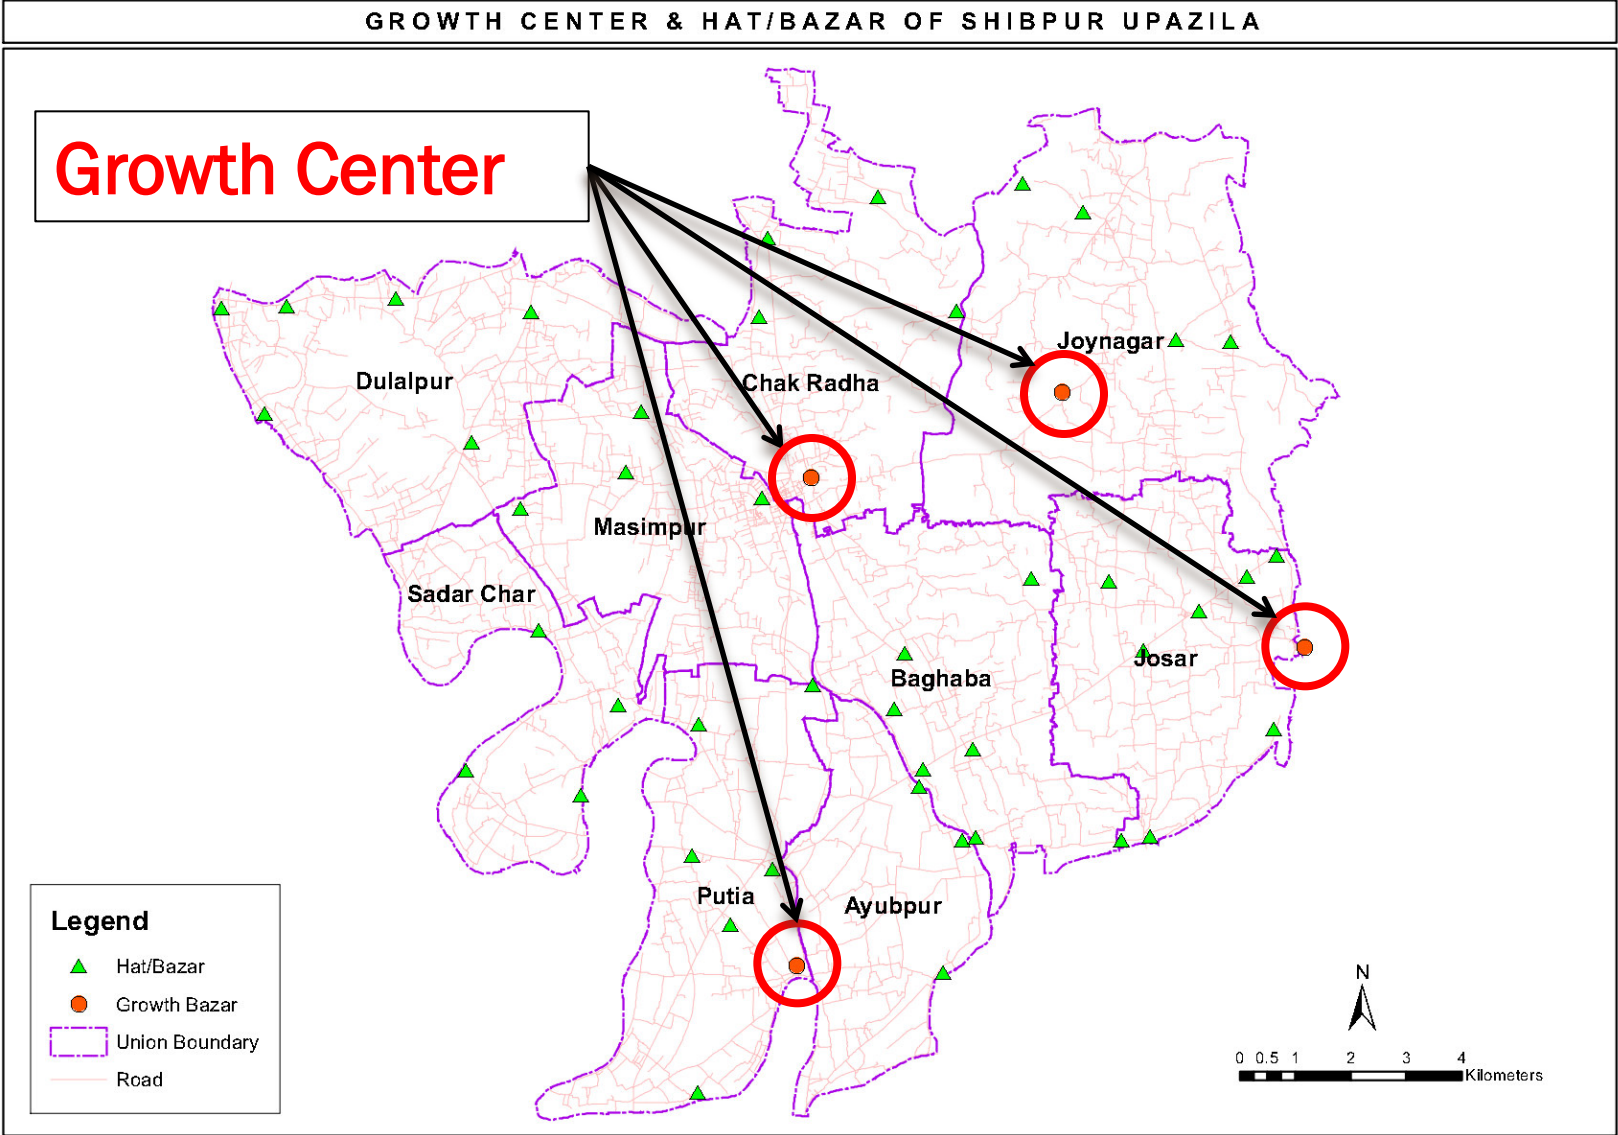 GROWTH CENTER & HAT/BAZAR OF SHIBPUR UPAZILA
Growth Center
Joynagar
Dulalpur
Chak Radha
Masimpur
Sadar Char
Josar
Baghaba
Putia
Ayubpur
Legend
Hat/Bazar
Growth Bazar
Union Boundary
Road
N
0 0.5 1 2 3 4
Kilometers